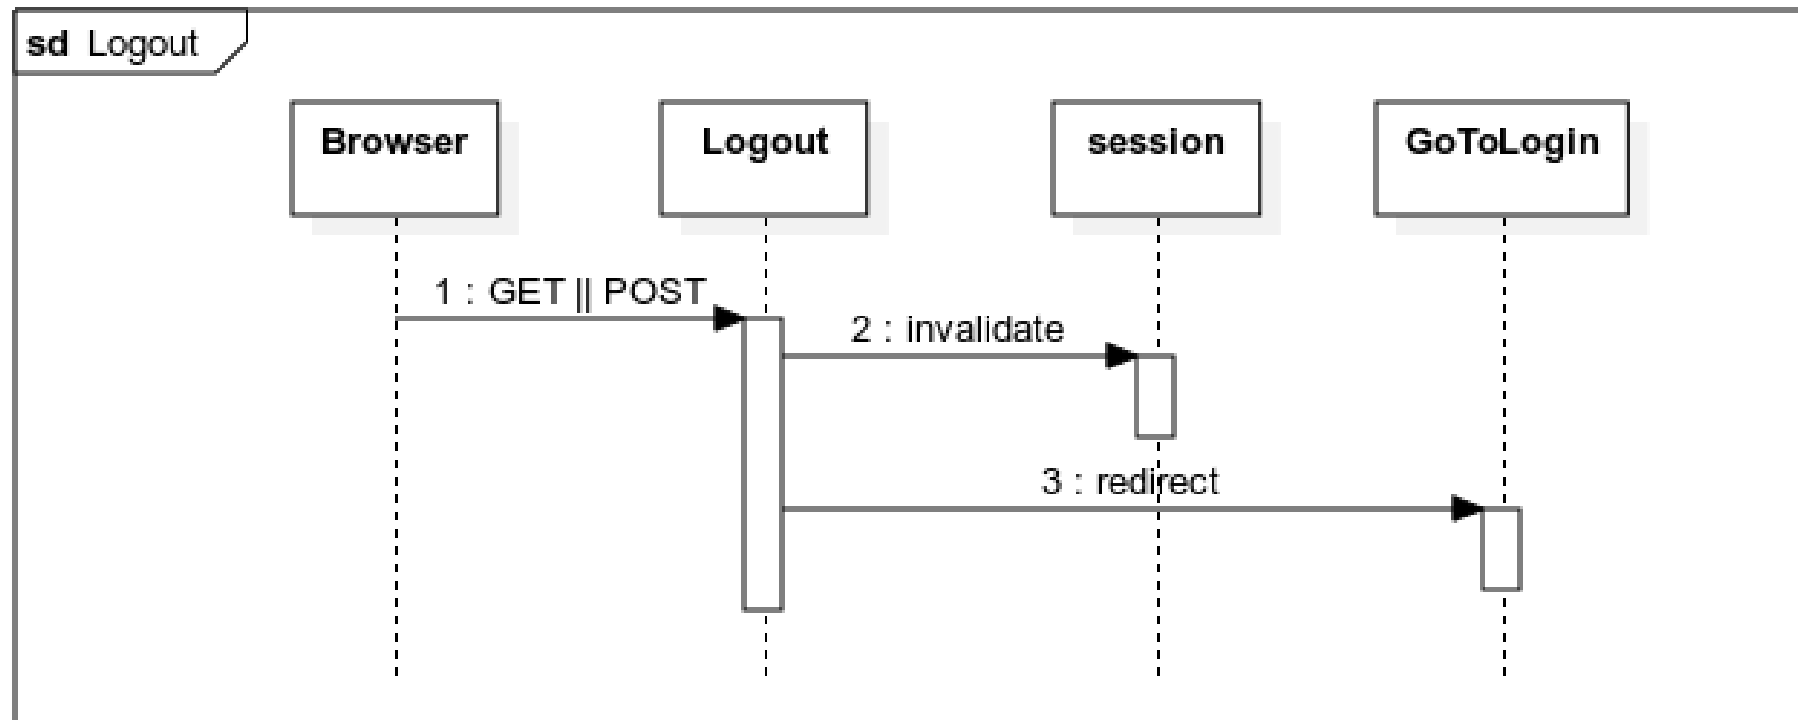 sd Logout
Browser
Logout
session
GoToLogin
1 : GET || POST
2 : invalidate
3 : redirect